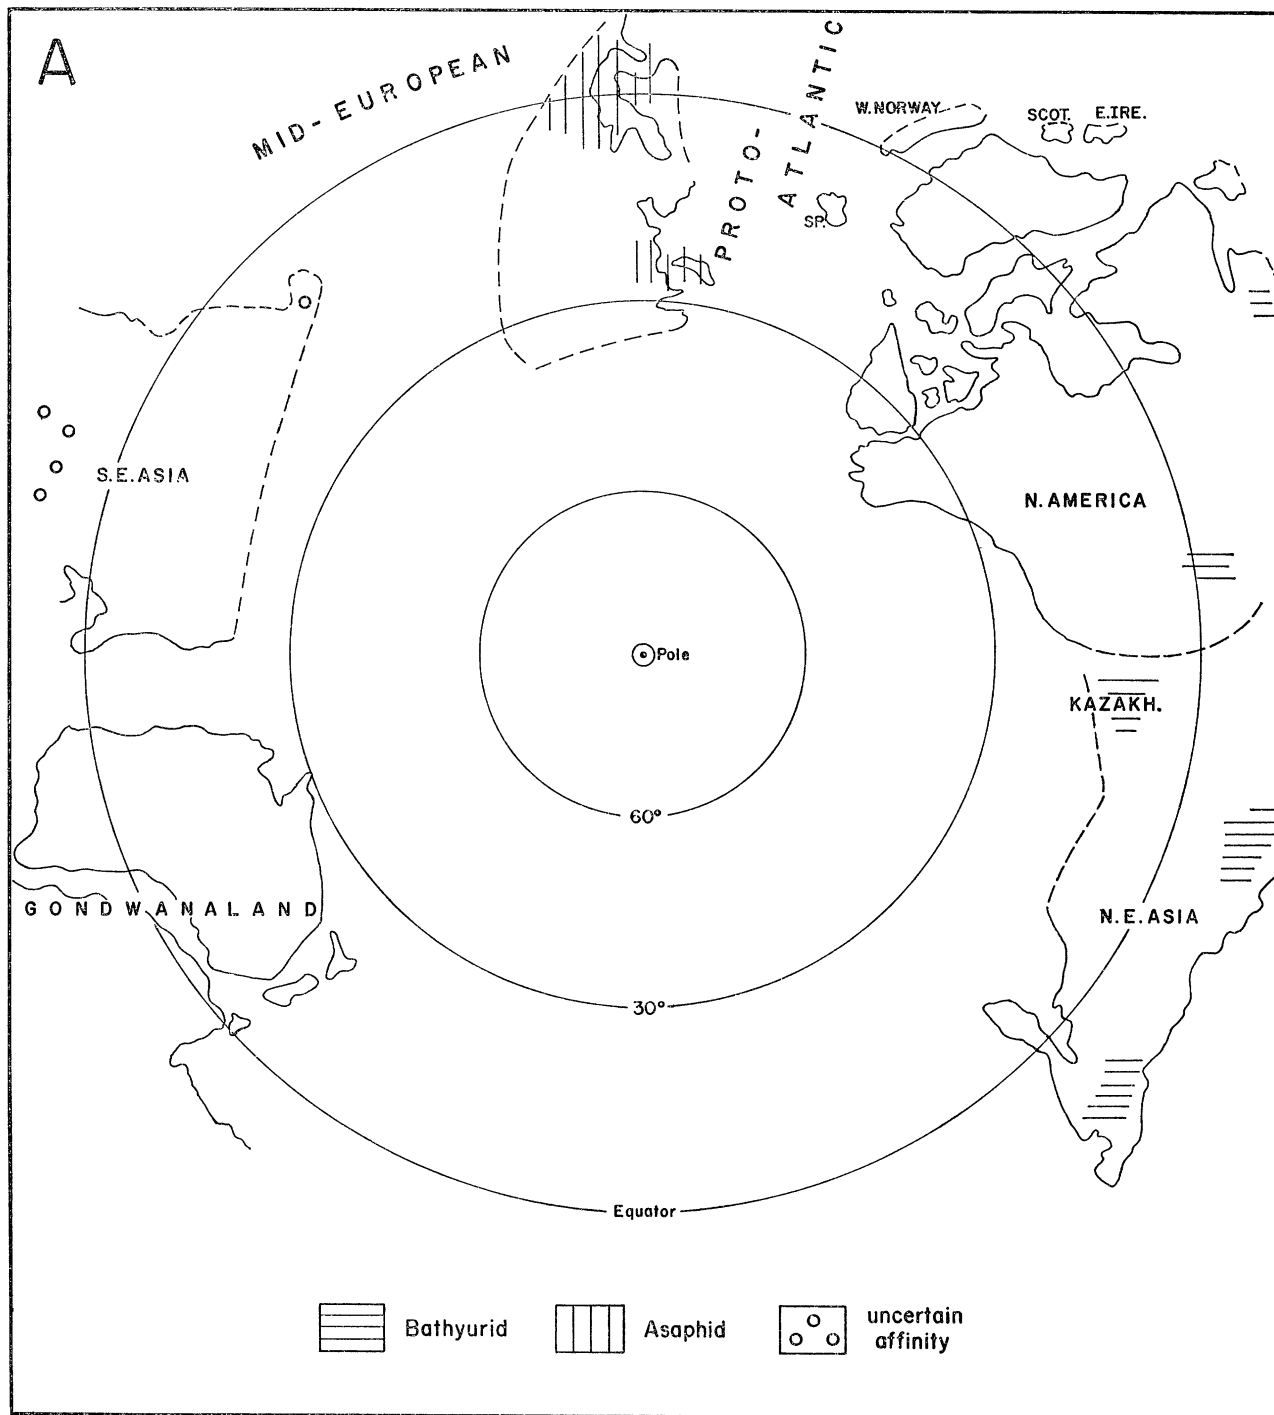 A
MID-EUROPEAN
PROTO-
ATLANTIC
W. NORWAY
SCOT.
E. IRE.
SP.
S.E. ASIA
N. AMERICA
Pole
KAZAKH.
60°
GONDWANALAND
N.E. ASIA
30°
Equator
Bathyurid
Asaphid
uncertain
affinity